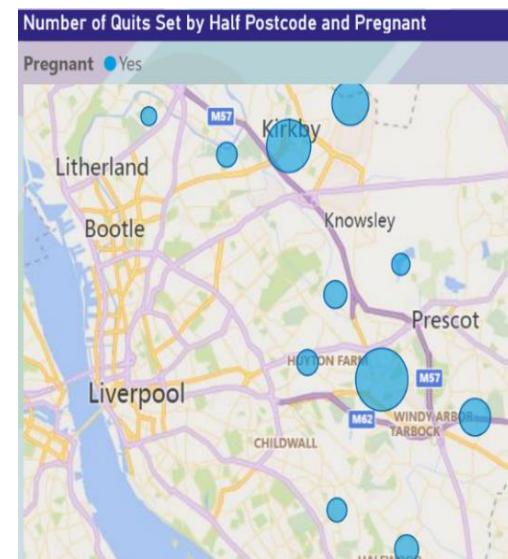 Number of Quits Set by Half Postcode and Pregnant
Pregnant Yes
M57
Kirkby
Litherland
Bootle
Knowsley
Prescot
HUYTON FARM
M57
Liverpool
M62
WINDY ARBOR
TARBOCK
CHILDWALL